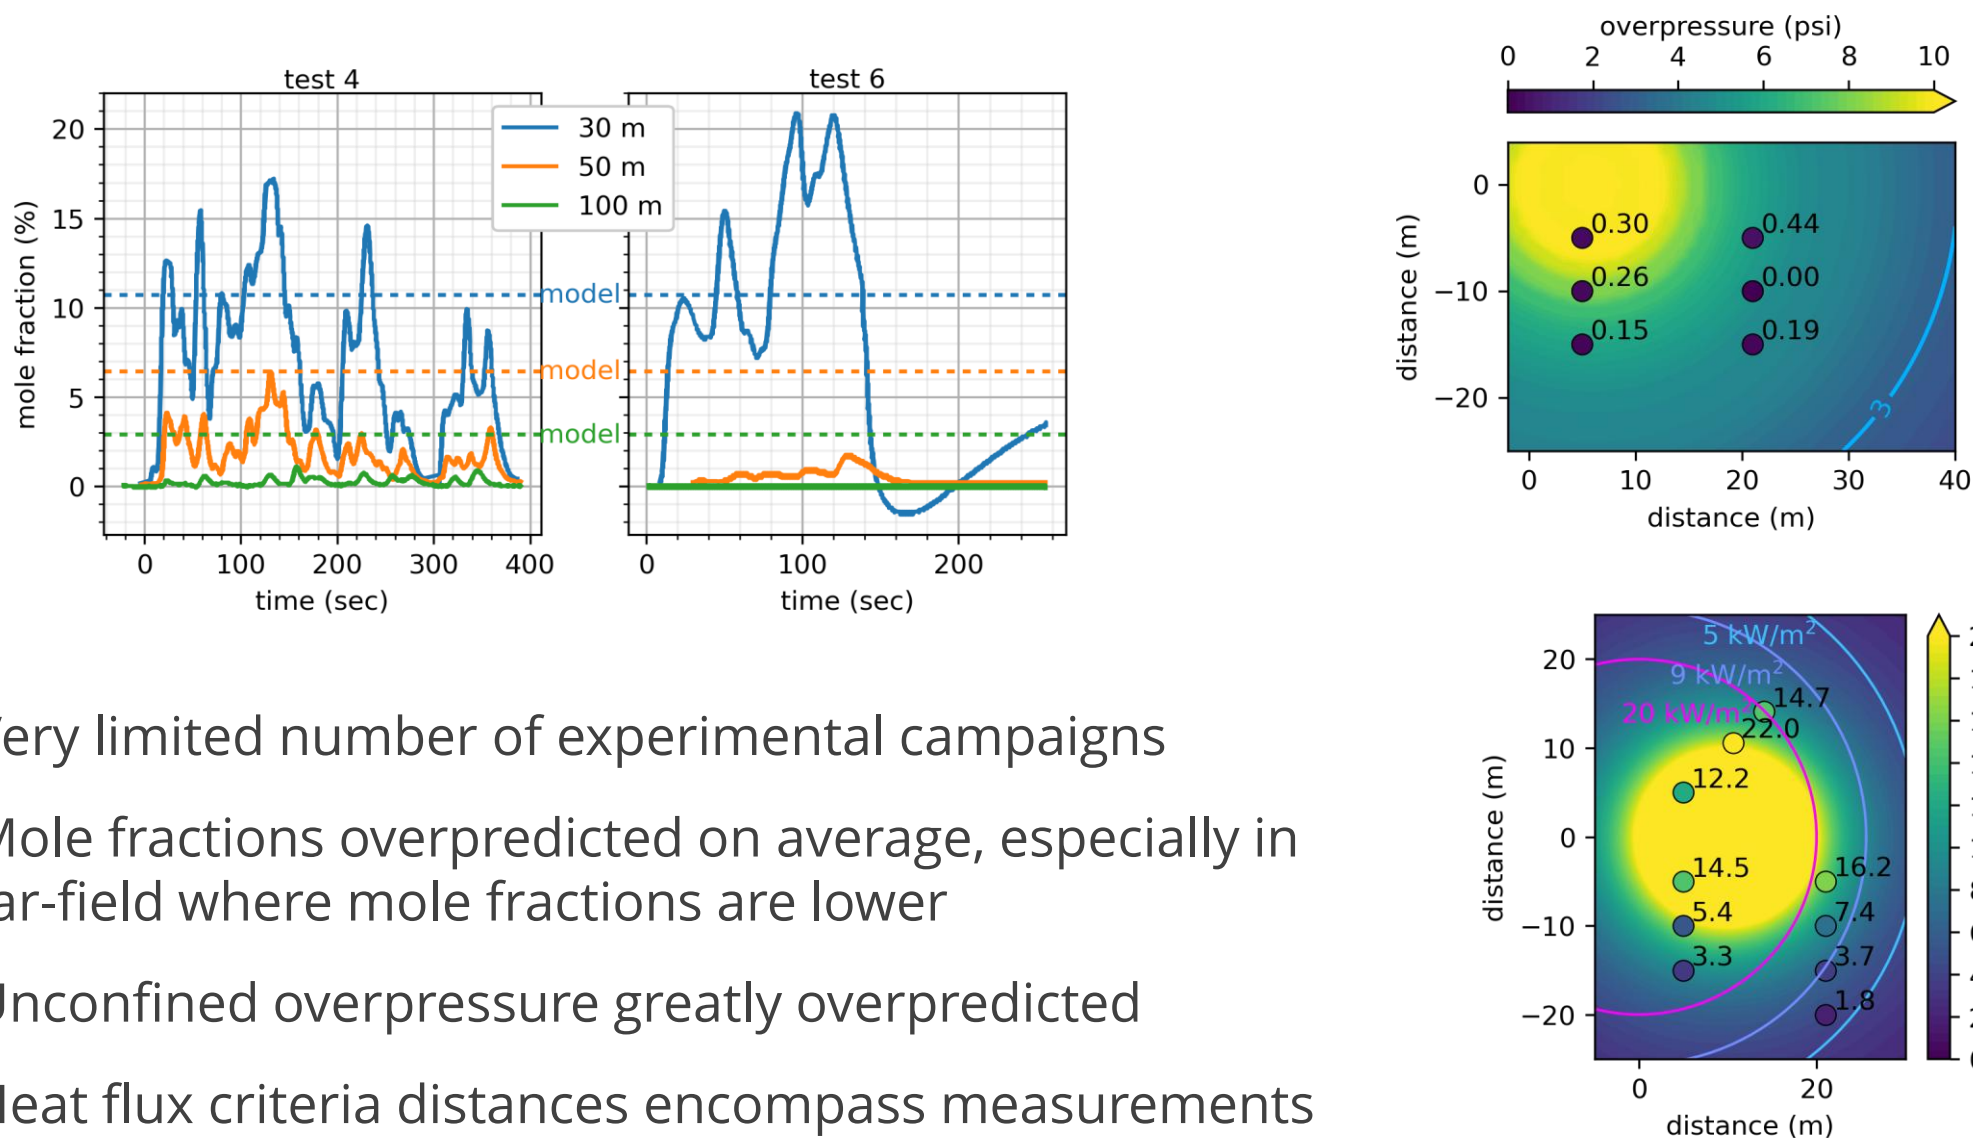 test 4
test 6
20
15
10
5
0
mole fraction (%)
30 m
50 m
100 m
model
model
model
0 100 200 300 400
0 100 200
time (sec)
time (sec)
overpressure (psi)
0 2 4 6 8 10
0
−10
−20
distance (m)
0.30 0.44
0.26 0.00
0.15 0.19
3
0 10 20 30 40
distance (m)
20
10
0
−10
−20
distance (m)
5 kW/m²
9 kW/m²
20 kW/m²
14.7
22.0
12.2
14.5 16.2
5.4 7.4
3.3 3.7
1.8
0 20
distance (m)
ery limited number of experimental campaigns
Mole fractions overpredicted on average, especially in
ar-field where mole fractions are lower
Unconfined overpressure greatly overpredicted
Heat flux criteria distances encompass measurements